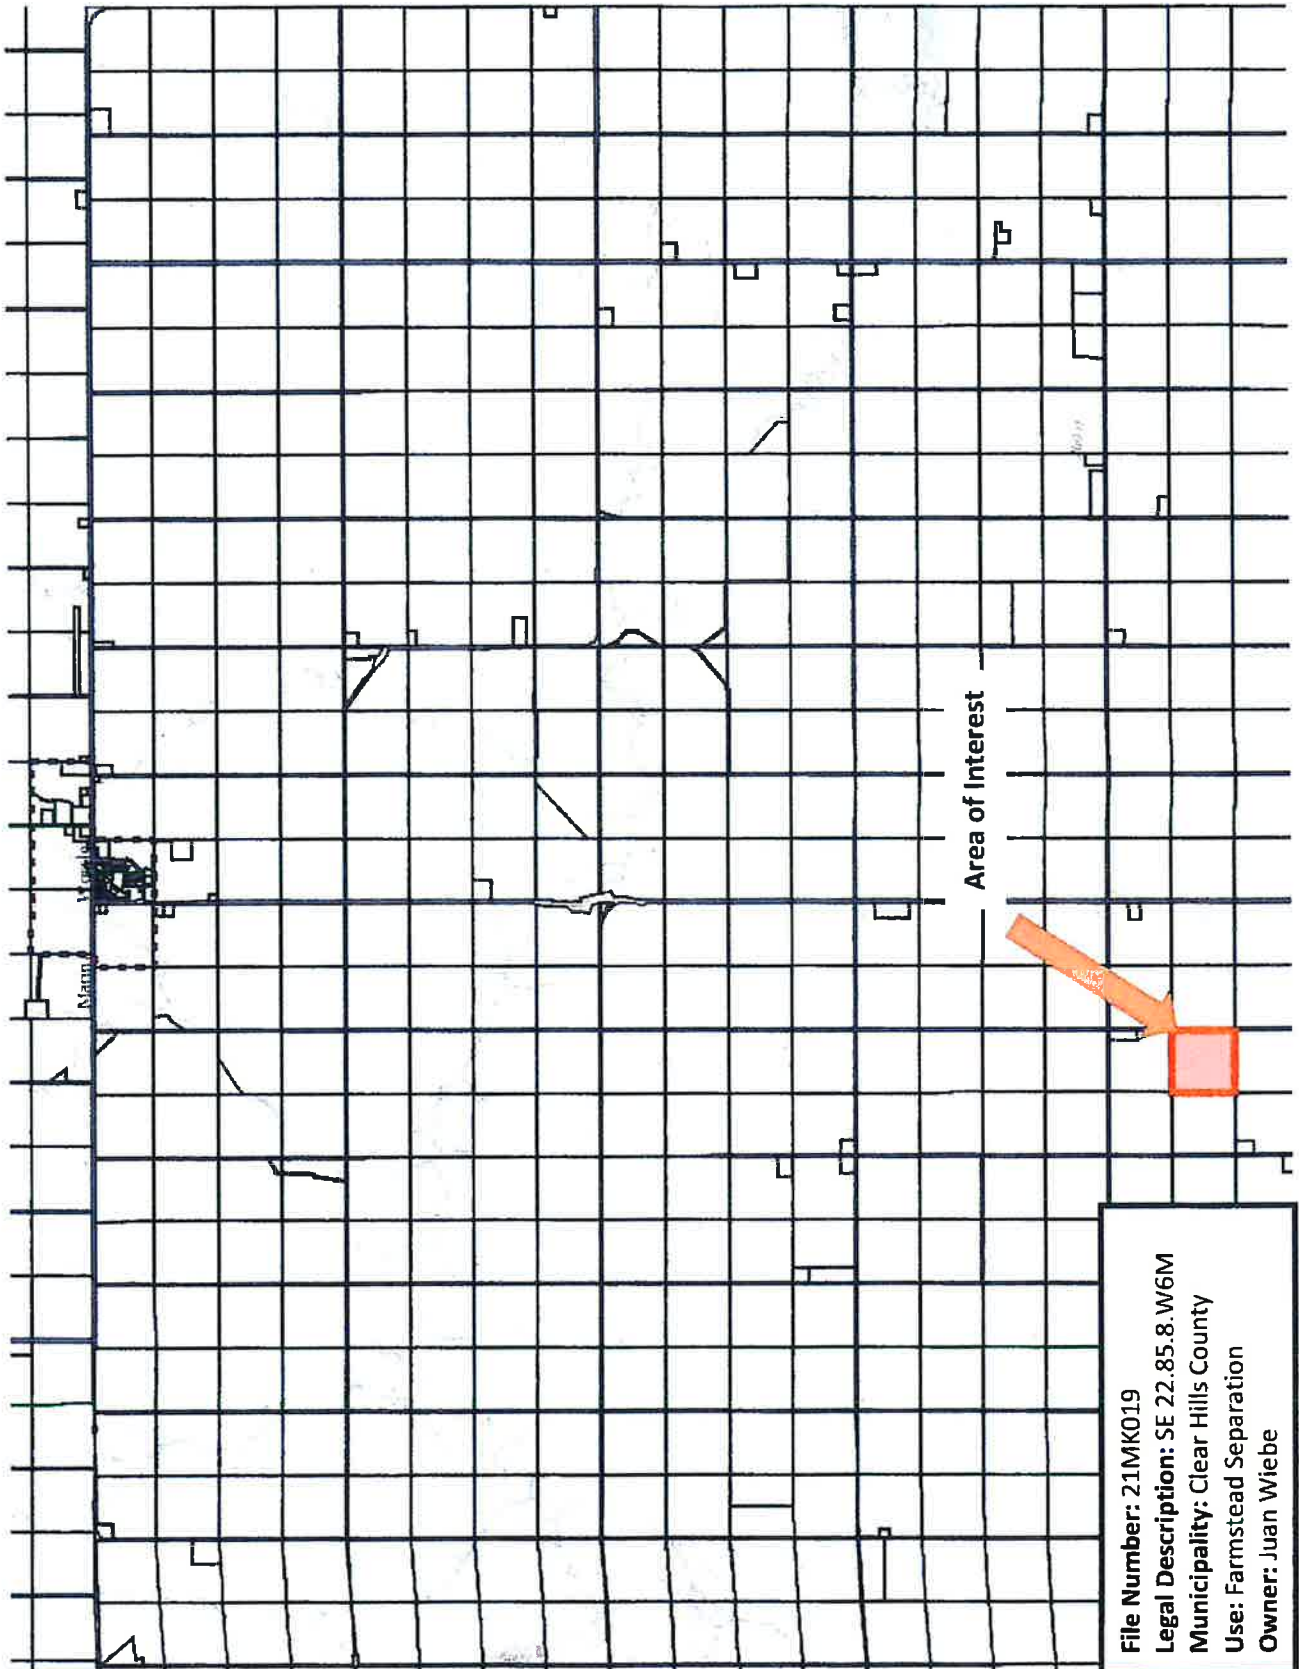 Area of Interest
File Number: 21MK019
Legal Description: SE 22.85.8.W6M
Municipality: Clear Hills County
Use: Farmstead Separation
Owner: Juan Wiebe